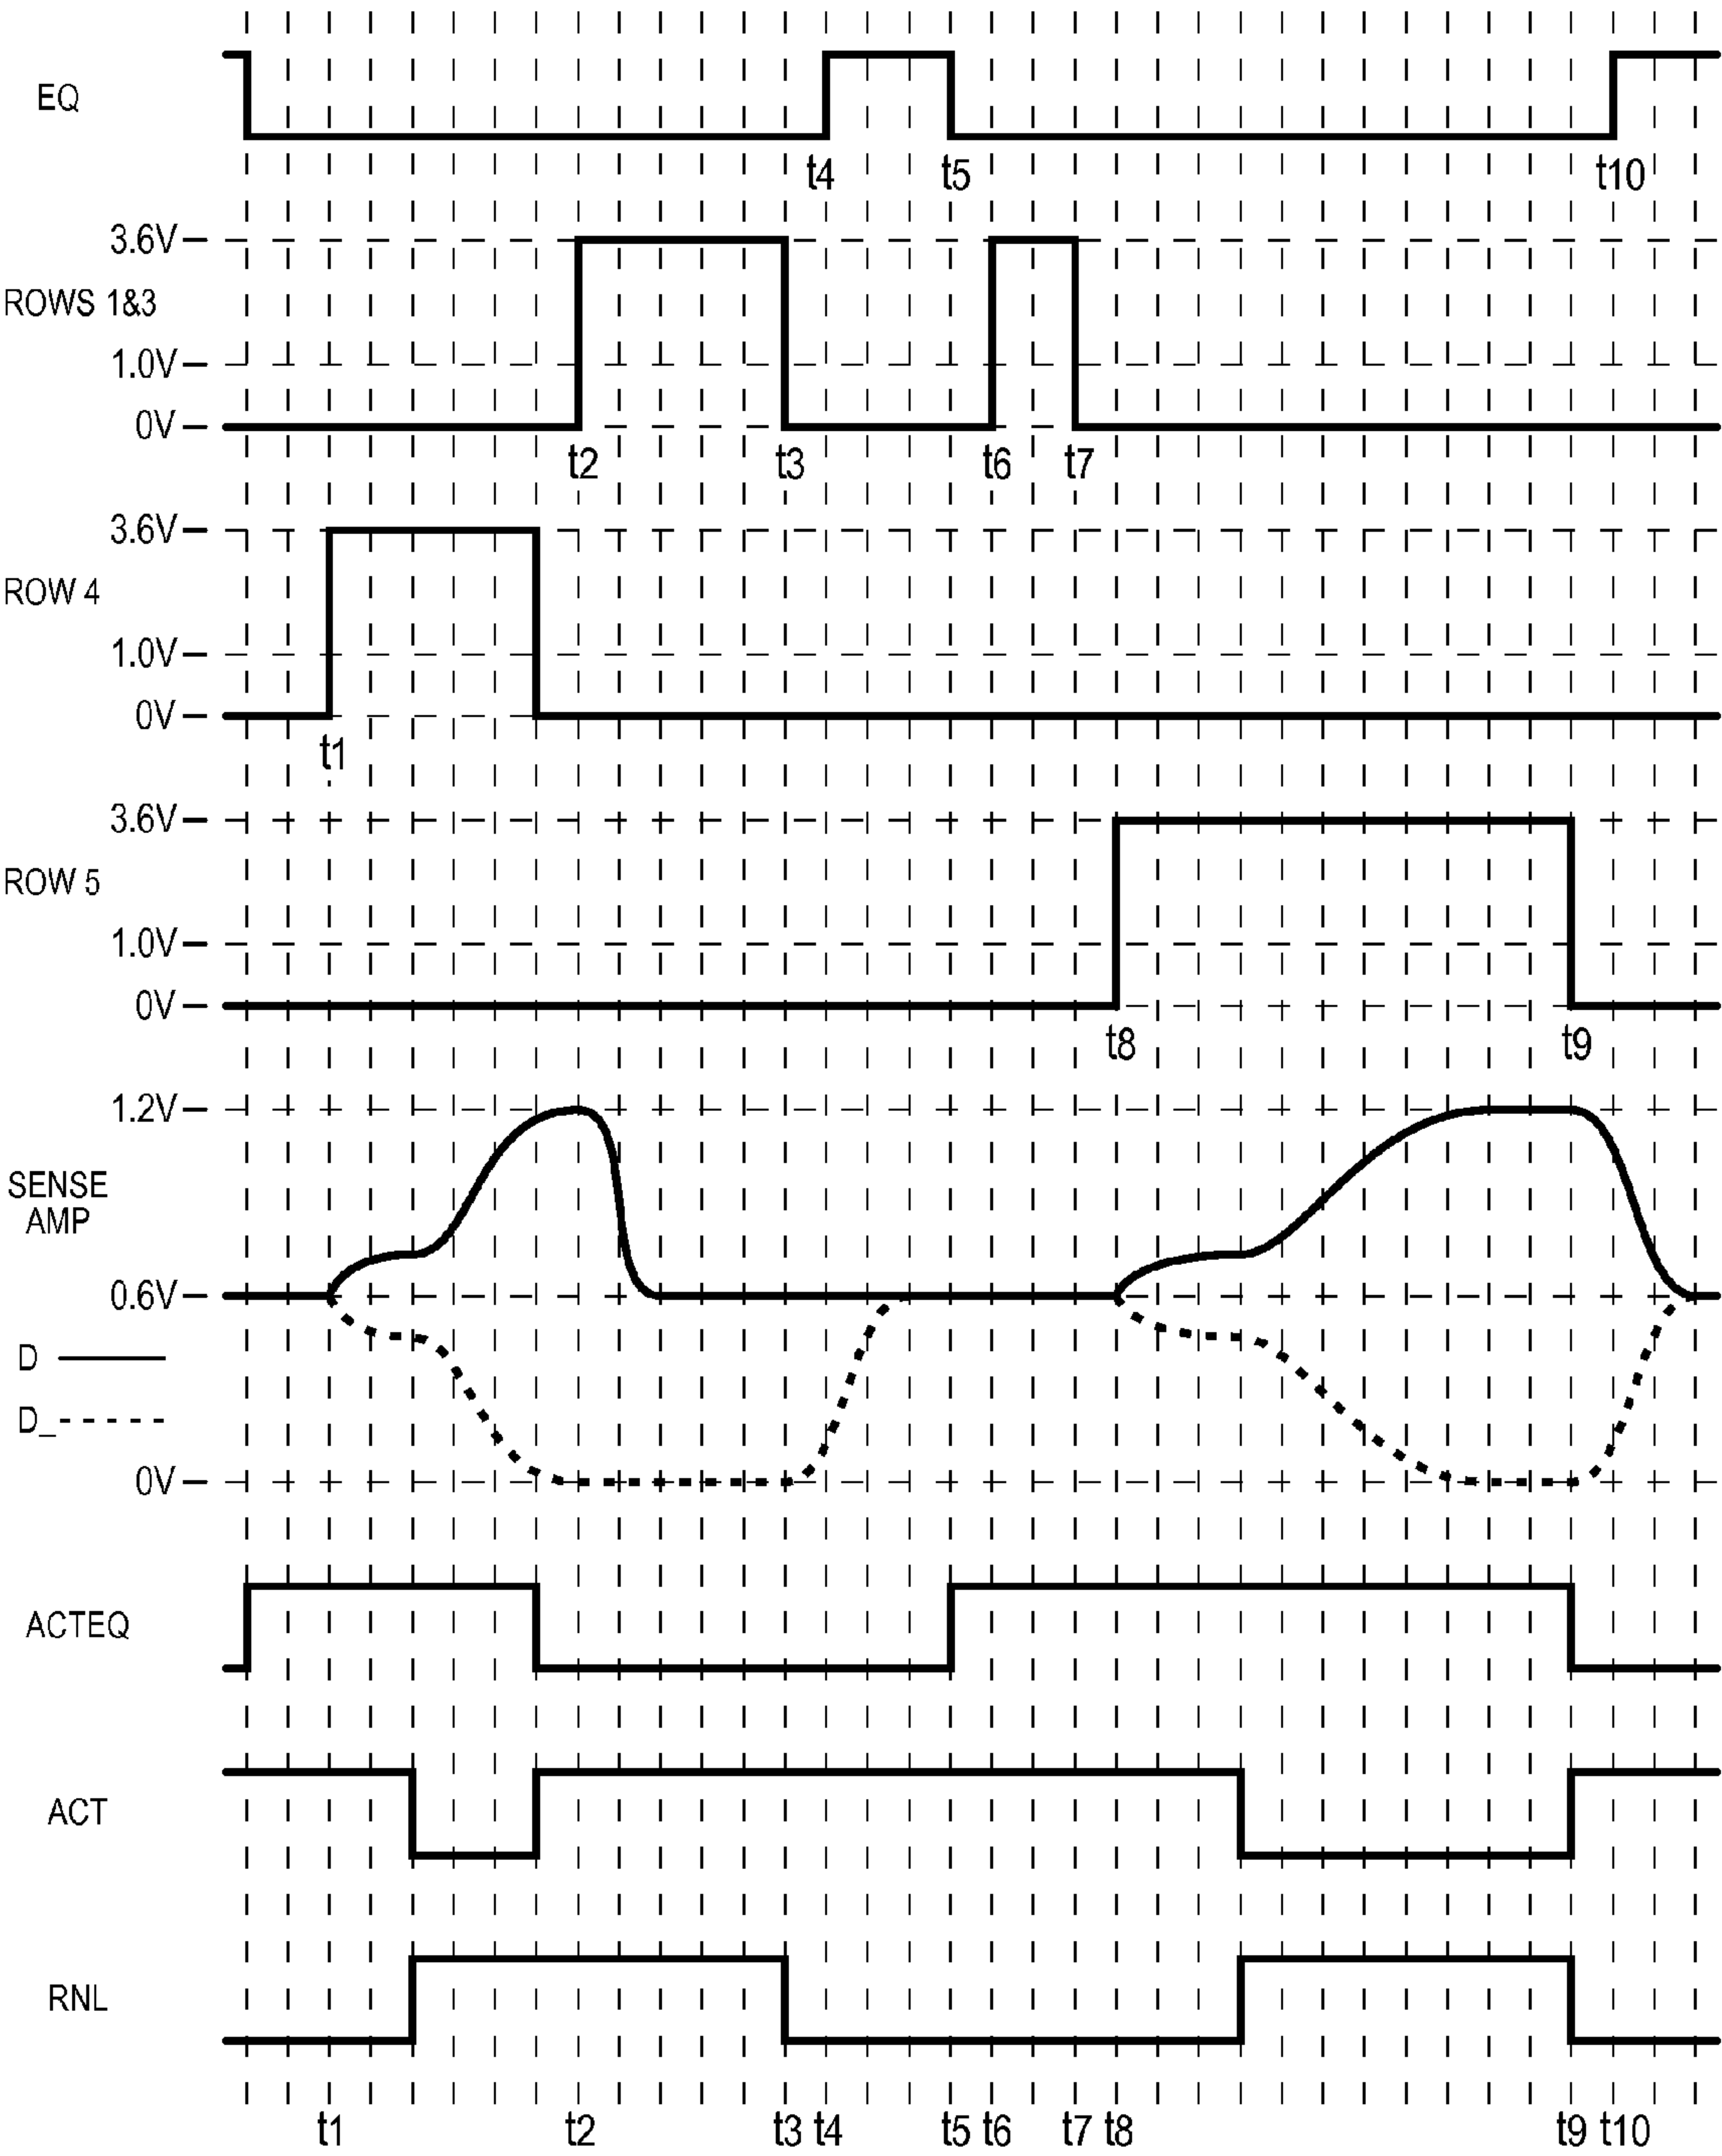 EQ
t4 t5 t10
3.6V
ROWS 1&3
1.0V
0V
t2 t3 t6 t7
3.6V
ROW 4
1.0V
0V
t1
3.6V
ROW 5
1.0V
0V
t8 t9
1.2V
SENSE
AMP
0.6V
D
D_
0V
ACTEQ
ACT
RNL
t1 t2 t3 t4 t5 t6 t7 t8 t9 t10